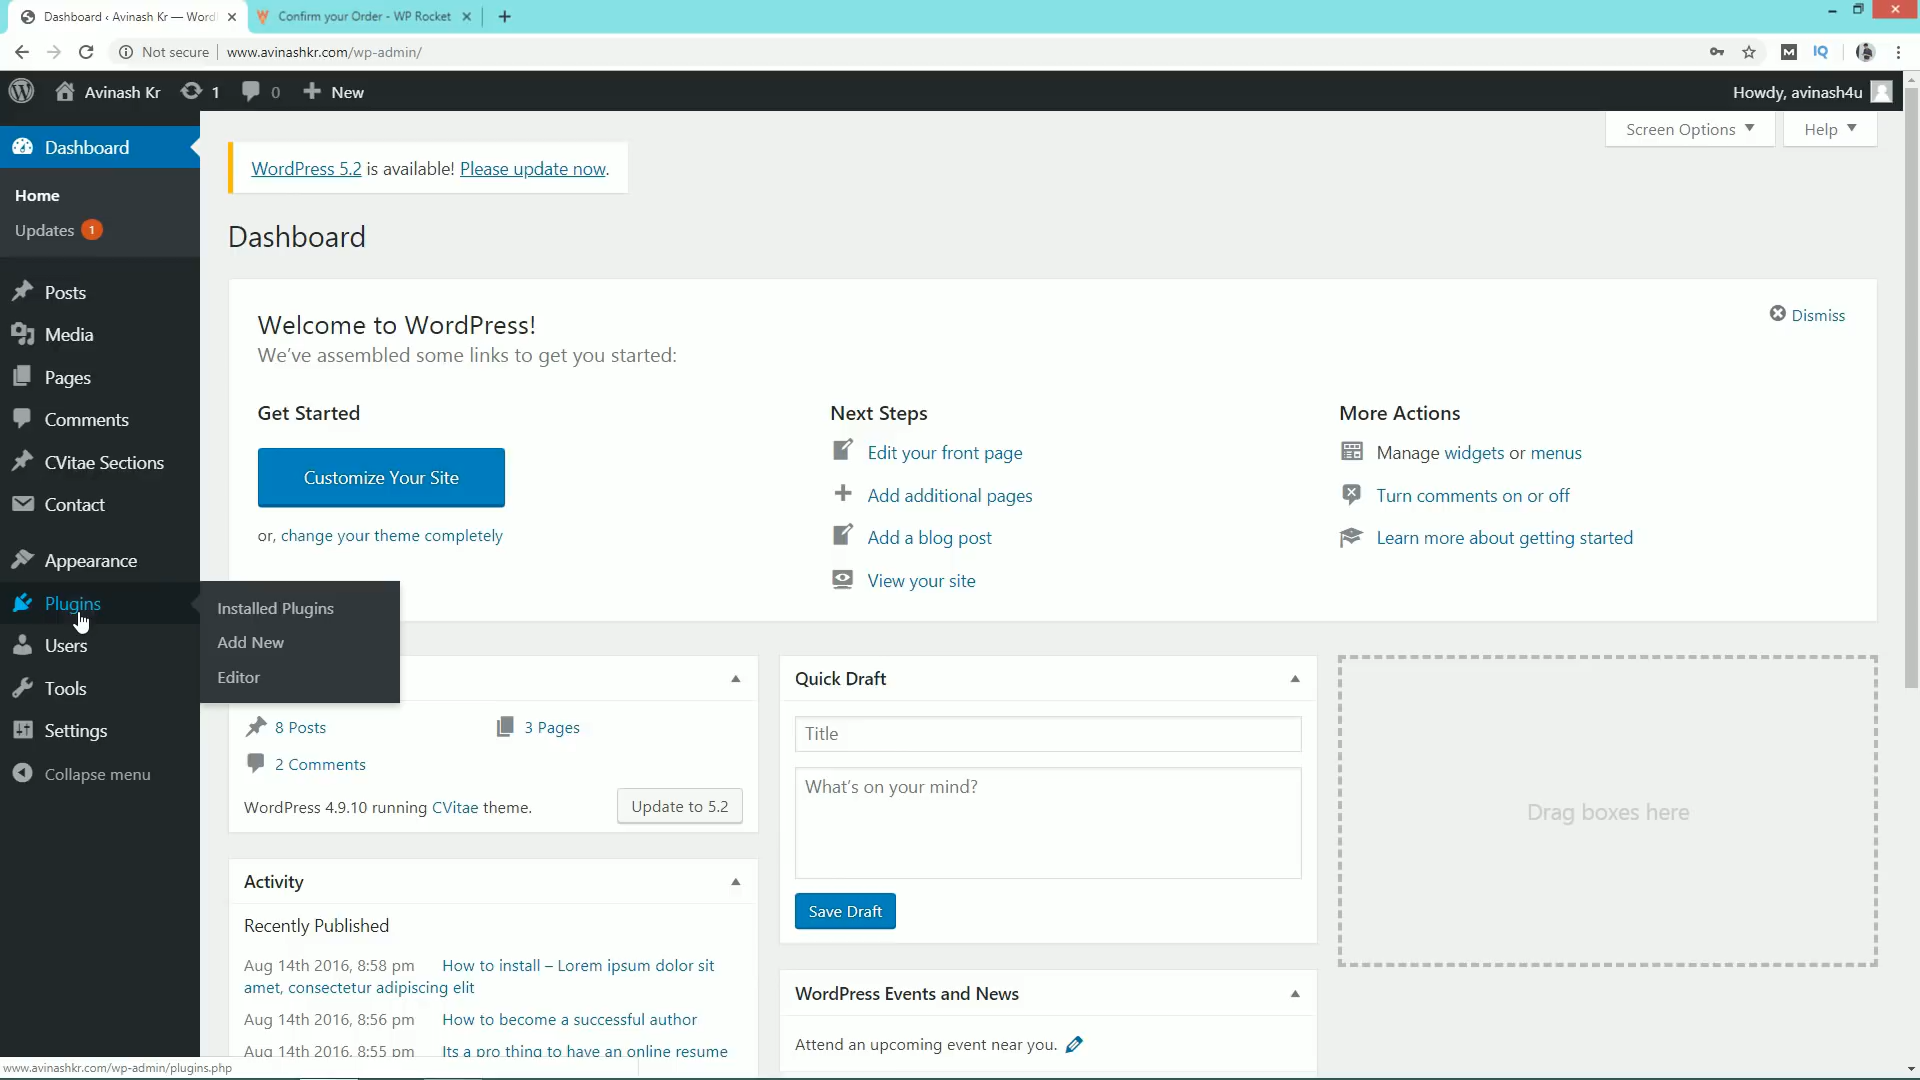 Dashboard ‹ Avinash Kr — Word
Confirm your Order - WP Rocket
Not secure
www.avinashkr.com/wp-admin/
M
IQ
Avinash Kr
1
0
New
Howdy, avinash4u
Dashboard
Home
Updates 1
Posts
Media
Pages
Comments
CVitae Sections
Contact
Appearance
Plugins
Users
Tools
Settings
Collapse menu
Installed Plugins
Add New
Editor
Screen Options
Help
WordPress 5.2 is available! Please update now.
Dashboard
Welcome to WordPress!
We've assembled some links to get you started:
Dismiss
Get Started
Customize Your Site
or, change your theme completely
Next Steps
Edit your front page
Add additional pages
Add a blog post
View your site
More Actions
Manage widgets or menus
Turn comments on or off
Learn more about getting started
8 Posts
3 Pages
2 Comments
WordPress 4.9.10 running CVitae theme.
Update to 5.2
Activity
Recently Published
Aug 14th 2016, 8:58 pm How to install – Lorem ipsum dolor sit
amet, consectetur adipiscing elit
Aug 14th 2016, 8:56 pm How to become a successful author
Aug 14th 2016, 8:55 pm Its a pro thing to have an online resume
Quick Draft
Title
What's on your mind?
Save Draft
WordPress Events and News
Attend an upcoming event near you.
Drag boxes here
www.avinashkr.com/wp-admin/plugins.php